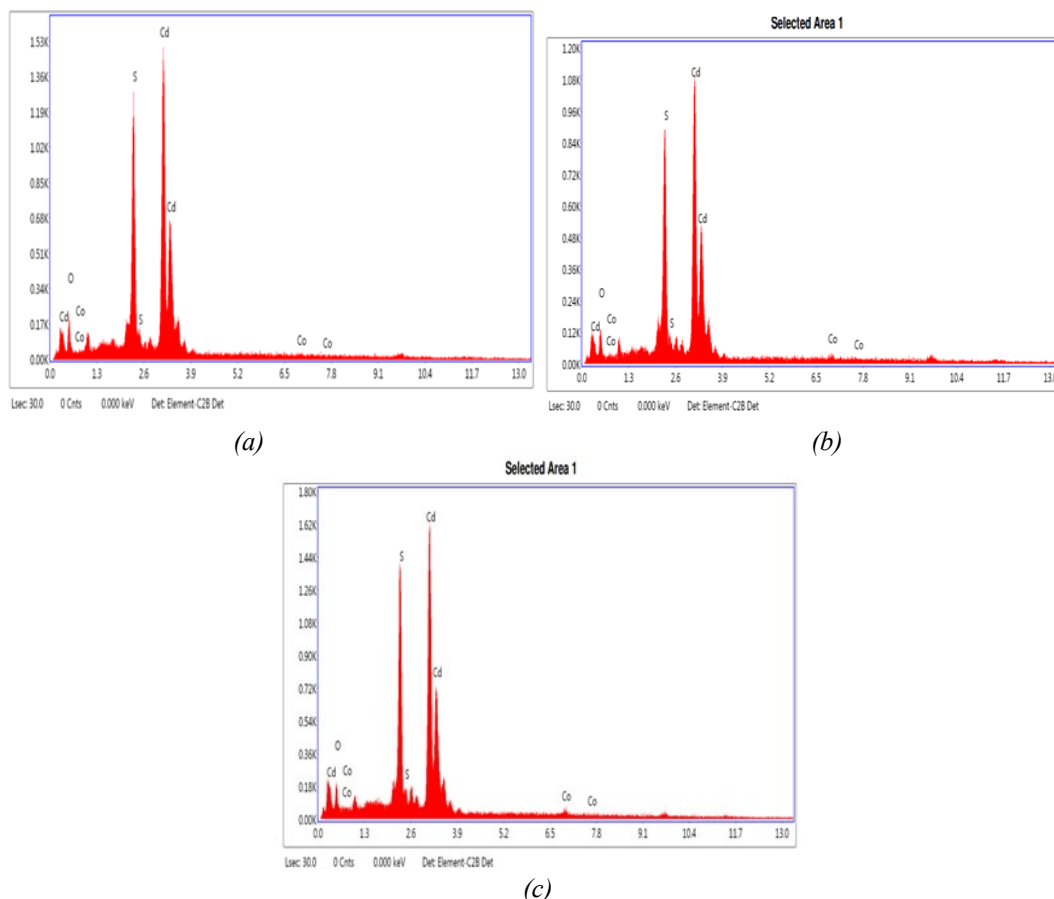 1.53K
1.36K
1.19K
1.02K
0.85K
0.68K
0.51K
0.34K
0.17K
0.00K
Cd
S
Cd
O
Cd
Co
Co
S
Co
Co
0.0 1.3 2.6 3.9 5.2 6.5 7.8 9.1 10.4 11.7 13.0
Lsec: 30.0 0 Cnts 0.000 keV Det: Element-C2B Det
(a)
Selected Area 1
1.20K
1.08K
0.96K
0.84K
0.72K
0.60K
0.48K
0.36K
0.24K
0.12K
0.00K
Cd
S
Cd
O
Co
Cd
S
Co
Co
Co
0.0 1.3 2.6 3.9 5.2 6.5 7.8 9.1 10.4 11.7 13.0
Lsec: 30.0 0 Cnts 0.000 keV Det: Element-C2B Det
(b)
Selected Area 1
1.80K
1.62K
1.44K
1.26K
1.08K
0.90K
0.72K
0.54K
0.36K
0.18K
0.00K
Cd
S
Cd
O
Cd
Co
S
Co
Co
Co
0.0 1.3 2.6 3.9 5.2 6.5 7.8 9.1 10.4 11.7 13.0
Lsec: 30.0 0 Cnts 0.000 keV Det: Element-C2B Det
(c)